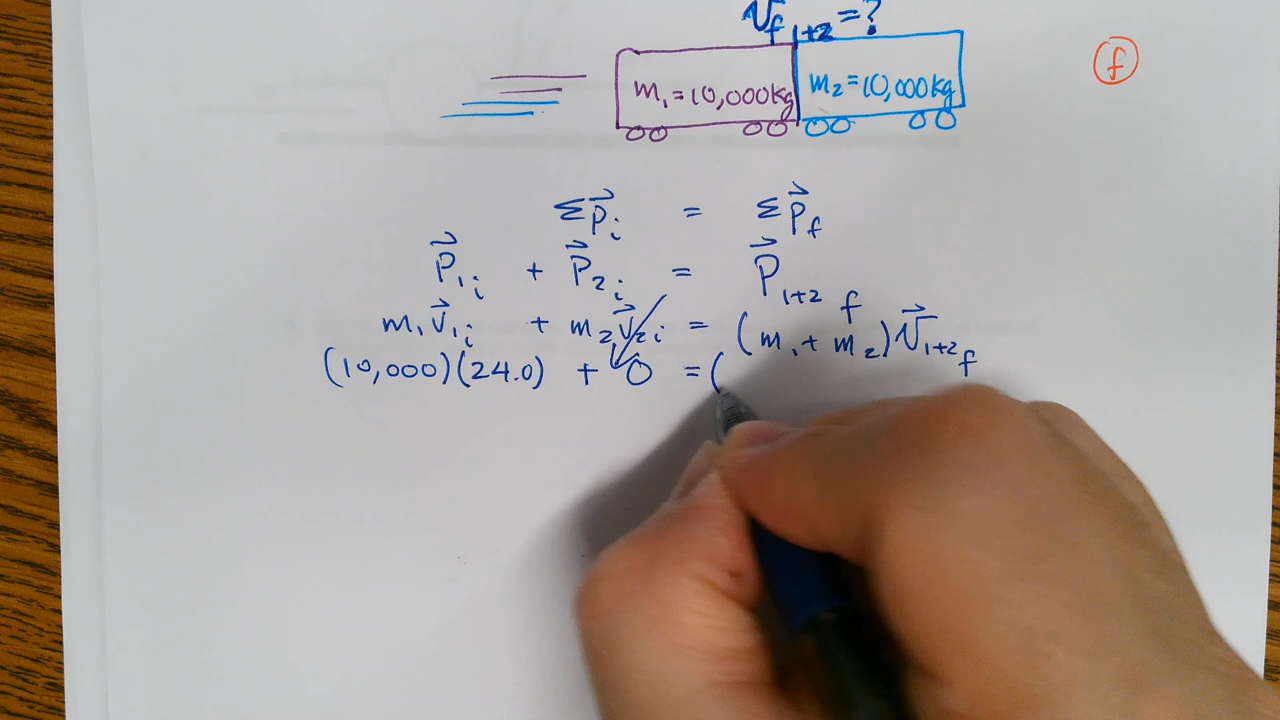 v⃗f 1+2 = ?
m₁ = 10,000 kg m₂ = 10,000 kg
f
Σp⃗i = Σp⃗f
P⃗1i + P⃗2i = P⃗1+2 f
m₁v⃗1i + m₂v⃗2i = (m₁ + m₂)v⃗1+2f
(10,000)(24.0) + 0 = (